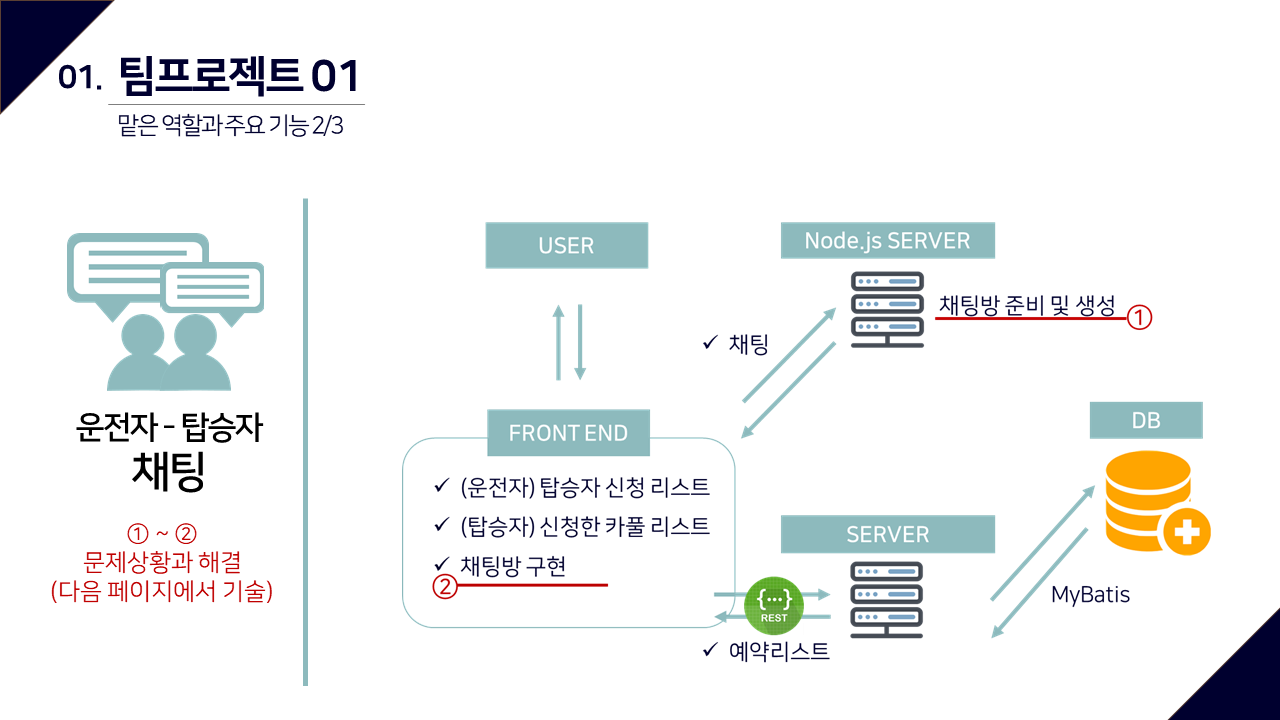 01. 팀프로젝트 01
맡은 역할과 주요 기능 2/3
운전자 - 탑승자
채팅
① ~ ②
문제상황과 해결
(다음 페이지에서 기술)
USER
Node.js SERVER
채팅방 준비 및 생성 ①
✓ 채팅
FRONT END
✓ (운전자) 탑승자 신청 리스트
✓ (탑승자) 신청한 카풀 리스트
✓ 채팅방 구현
②
DB
SERVER
{···}
REST
✓ 예약리스트
MyBatis